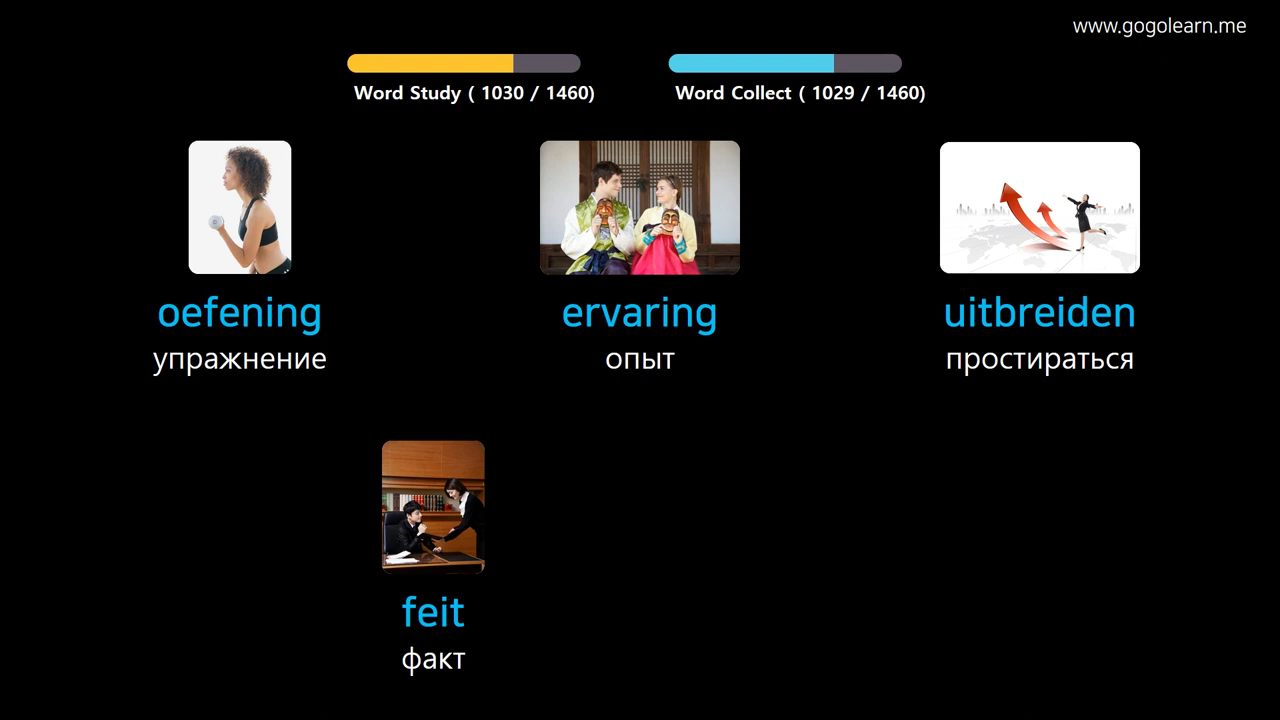 www.gogolearn.me
Word Study ( 1030 / 1460)
Word Collect ( 1029 / 1460)
oefening
упражнение
ervaring
опыт
uitbreiden
простираться
feit
факт